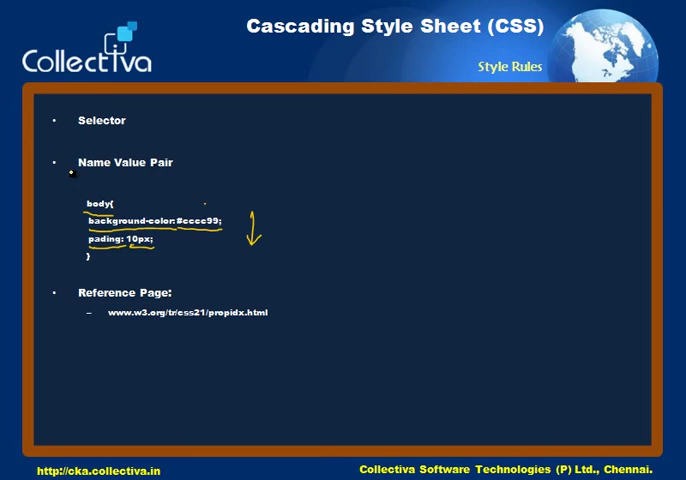 Collectiva
Cascading Style Sheet (CSS)
Style Rules
• Selector
• Name Value Pair
body{
background-color:#cccc99;
pading: 10px;
}
• Reference Page:
– www.w3.org/tr/css21/propidx.html
http://cka.collectiva.in
Collectiva Software Technologies (P) Ltd., Chennai.